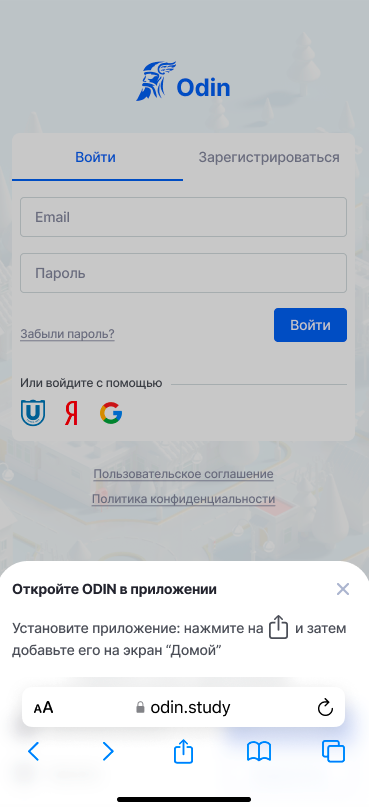 Odin
Войти
Зарегистрироваться
Email
Пароль
Забыли пароль?
Войти
Или войдите с помощью
Я
G
Пользовательское соглашение
Политика конфиденциальности
Откройте ODIN в приложении
Установите приложение: нажмите на и затем
добавьте его на экран “Домой”
AA odin.study